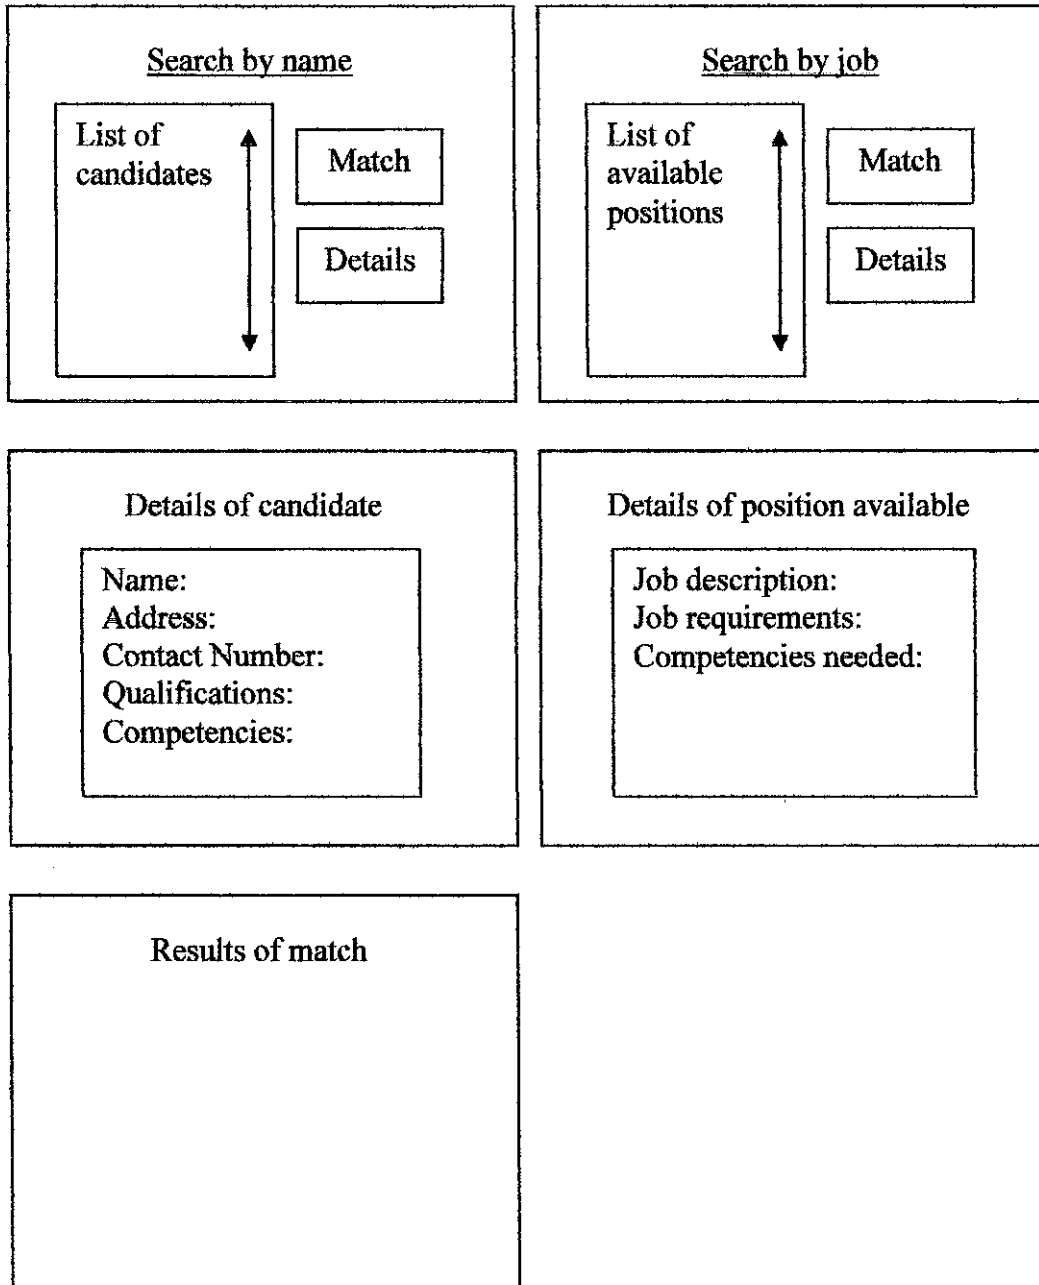 Search by name
List of
candidates
Match
Details
Search by job
List of
available
positions
Match
Details
Details of candidate
Name:
Address:
Contact Number:
Qualifications:
Competencies:
Details of position available
Job description:
Job requirements:
Competencies needed:
Results of match